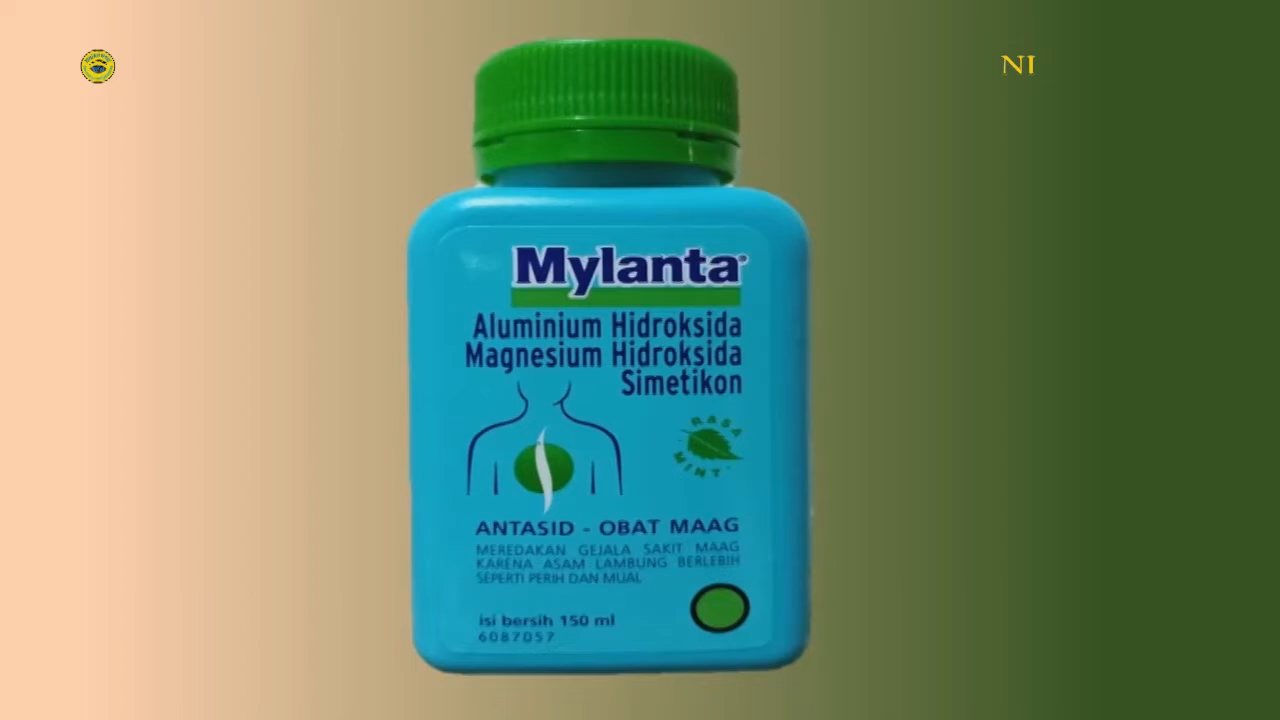 NI
Mylanta®
Aluminium Hidroksida
Magnesium Hidroksida
Simetikon
RASA
MINT
ANTASID - OBAT MAAG
MEREDAKAN GEJALA SAKIT MAAG
KARENA ASAM LAMBUNG BERLEBIH
SEPERTI PERIH DAN MUAL
isi bersih 150 ml
6087057